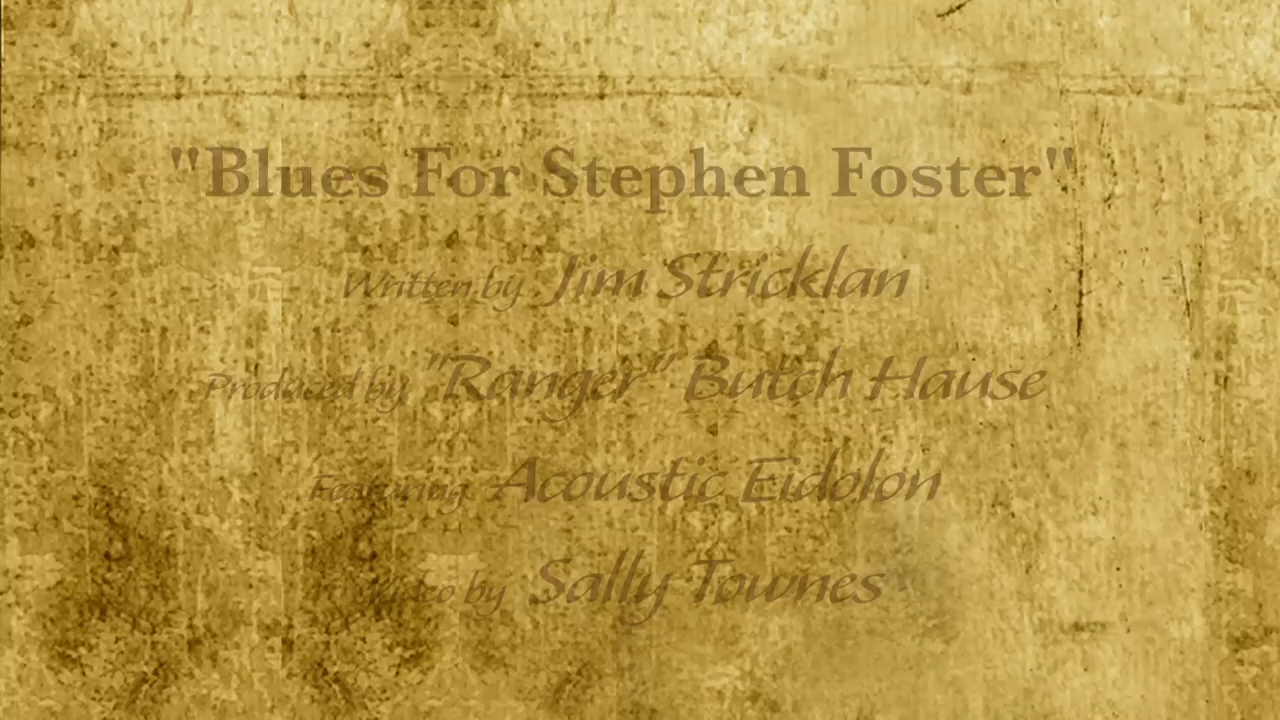 "Blues For Stephen Foster"
Written by Jim Stricklan
Produced by "Ranger" Butch Hause
Featuring Acoustic Eidolon
Video by Sally Townes